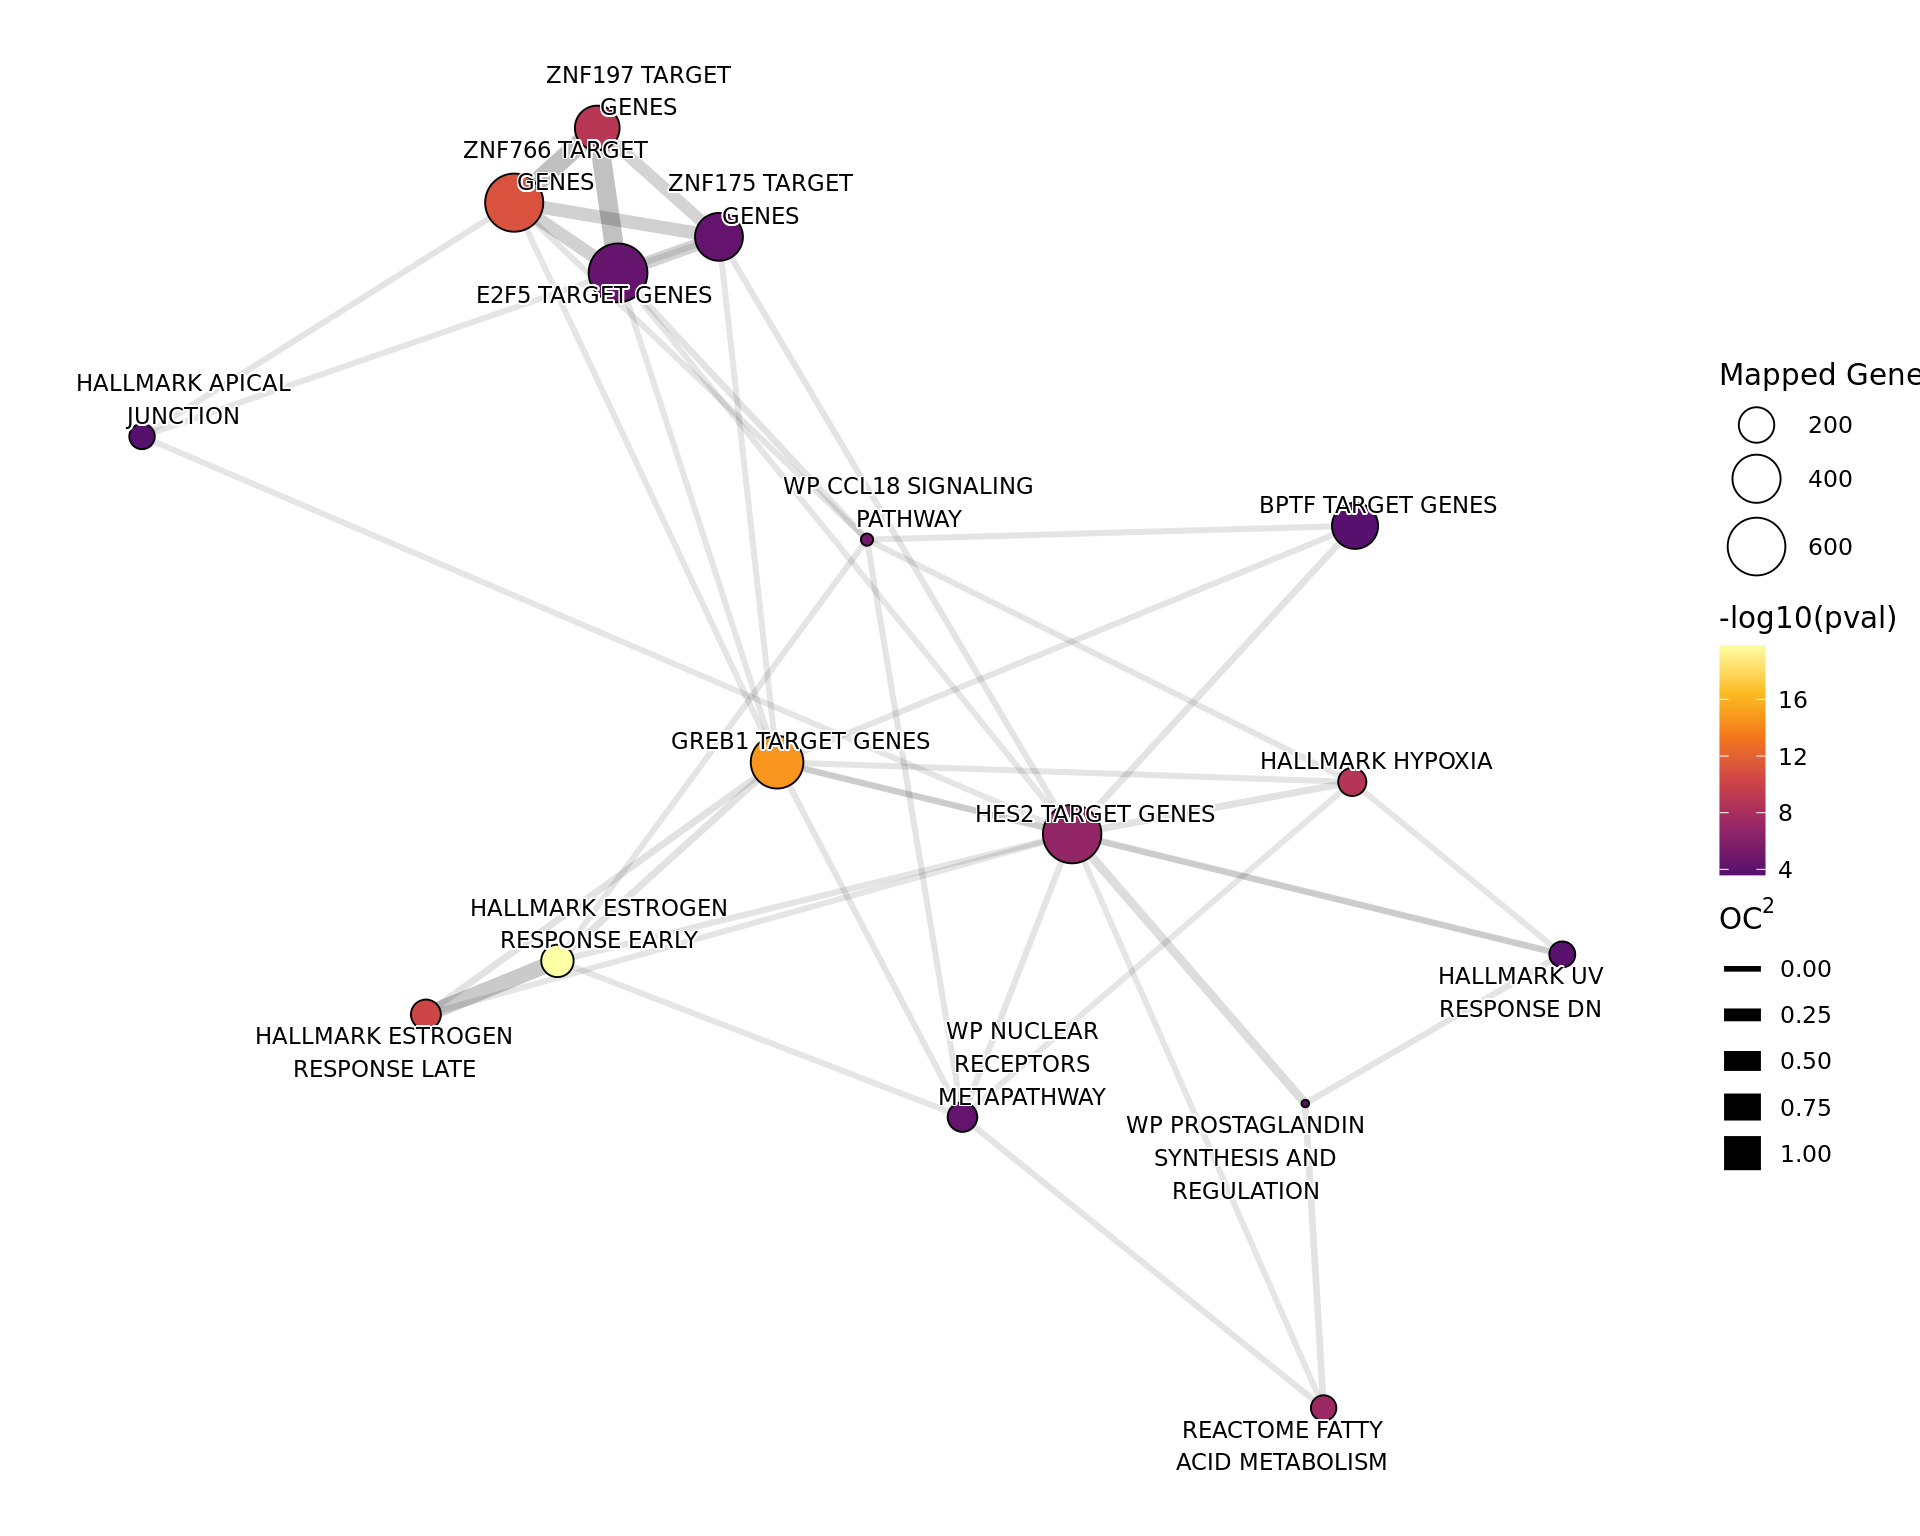 ZNF197 TARGET
GENES
ZNF766 TARGET
GENES
ZNF175 TARGET
GENES
E2F5 TARGET GENES
HALLMARK APICAL
JUNCTION
WP CCL18 SIGNALING
PATHWAY
BPTF TARGET GENES
GREB1 TARGET GENES
HALLMARK HYPOXIA
HES2 TARGET GENES
HALLMARK ESTROGEN
RESPONSE EARLY
HALLMARK UV
RESPONSE DN
HALLMARK ESTROGEN
RESPONSE LATE
WP NUCLEAR
RECEPTORS
METAPATHWAY
WP PROSTAGLANDIN
SYNTHESIS AND
REGULATION
REACTOME FATTY
ACID METABOLISM
Mapped Gene
200
400
600
-log10(pval)
16
12
8
4
OC²
0.00
0.25
0.50
0.75
1.00